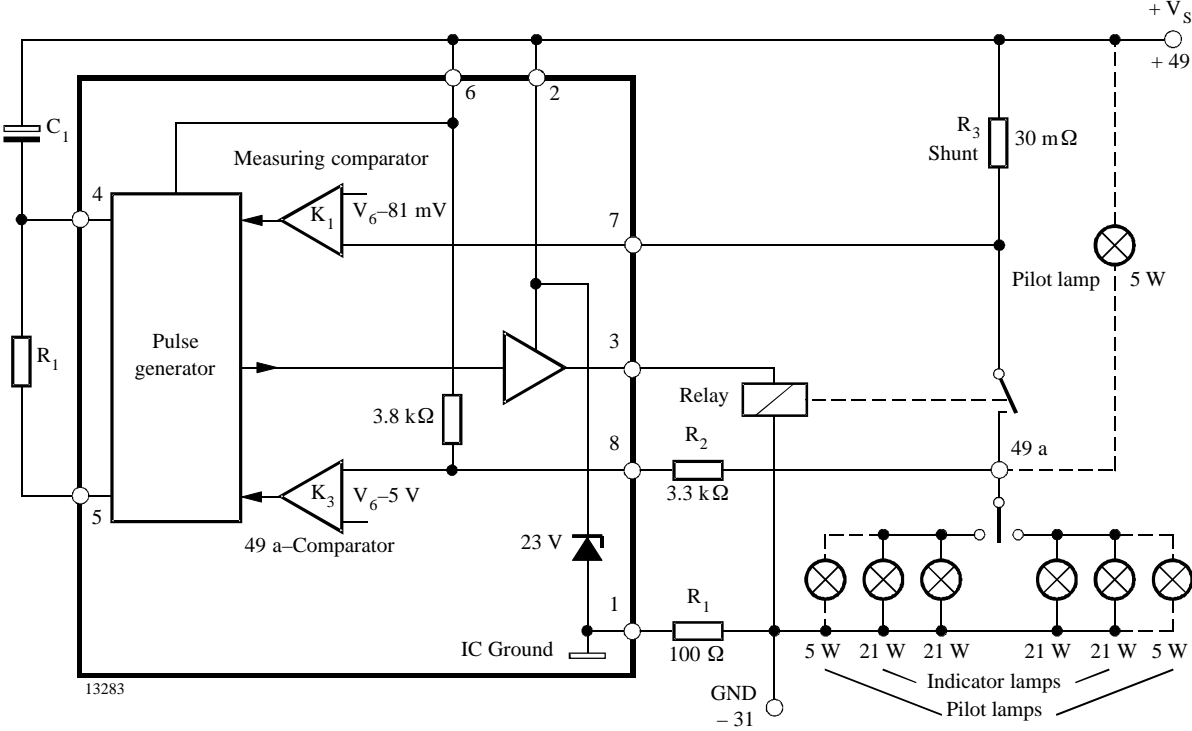 + V S
+ 49
6
2
C 1
R 3
Shunt
30 mΩ
Measuring comparator
4
K 1
V 6 –81 mV
7
Pilot lamp
5 W
R 1
Pulse
generator
3
Relay
3.8 kΩ
8
R 2
49 a
3.3 kΩ
K 3
V 6 –5 V
5
49 a–Comparator
23 V
1
R 1
IC Ground
100 Ω
5 W
21 W
21 W
21 W
21 W
5 W
Indicator lamps
13283
GND
– 31
Pilot lamps